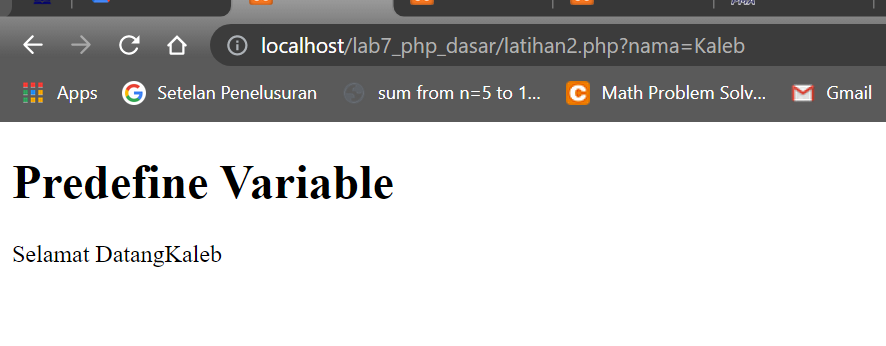 localhost/lab7_php_dasar/latihan2.php?nama=Kaleb
Apps Setelan Penelusuran sum from n=5 to 1... Math Problem Solv... Gmail
Predefine Variable
Selamat DatangKaleb